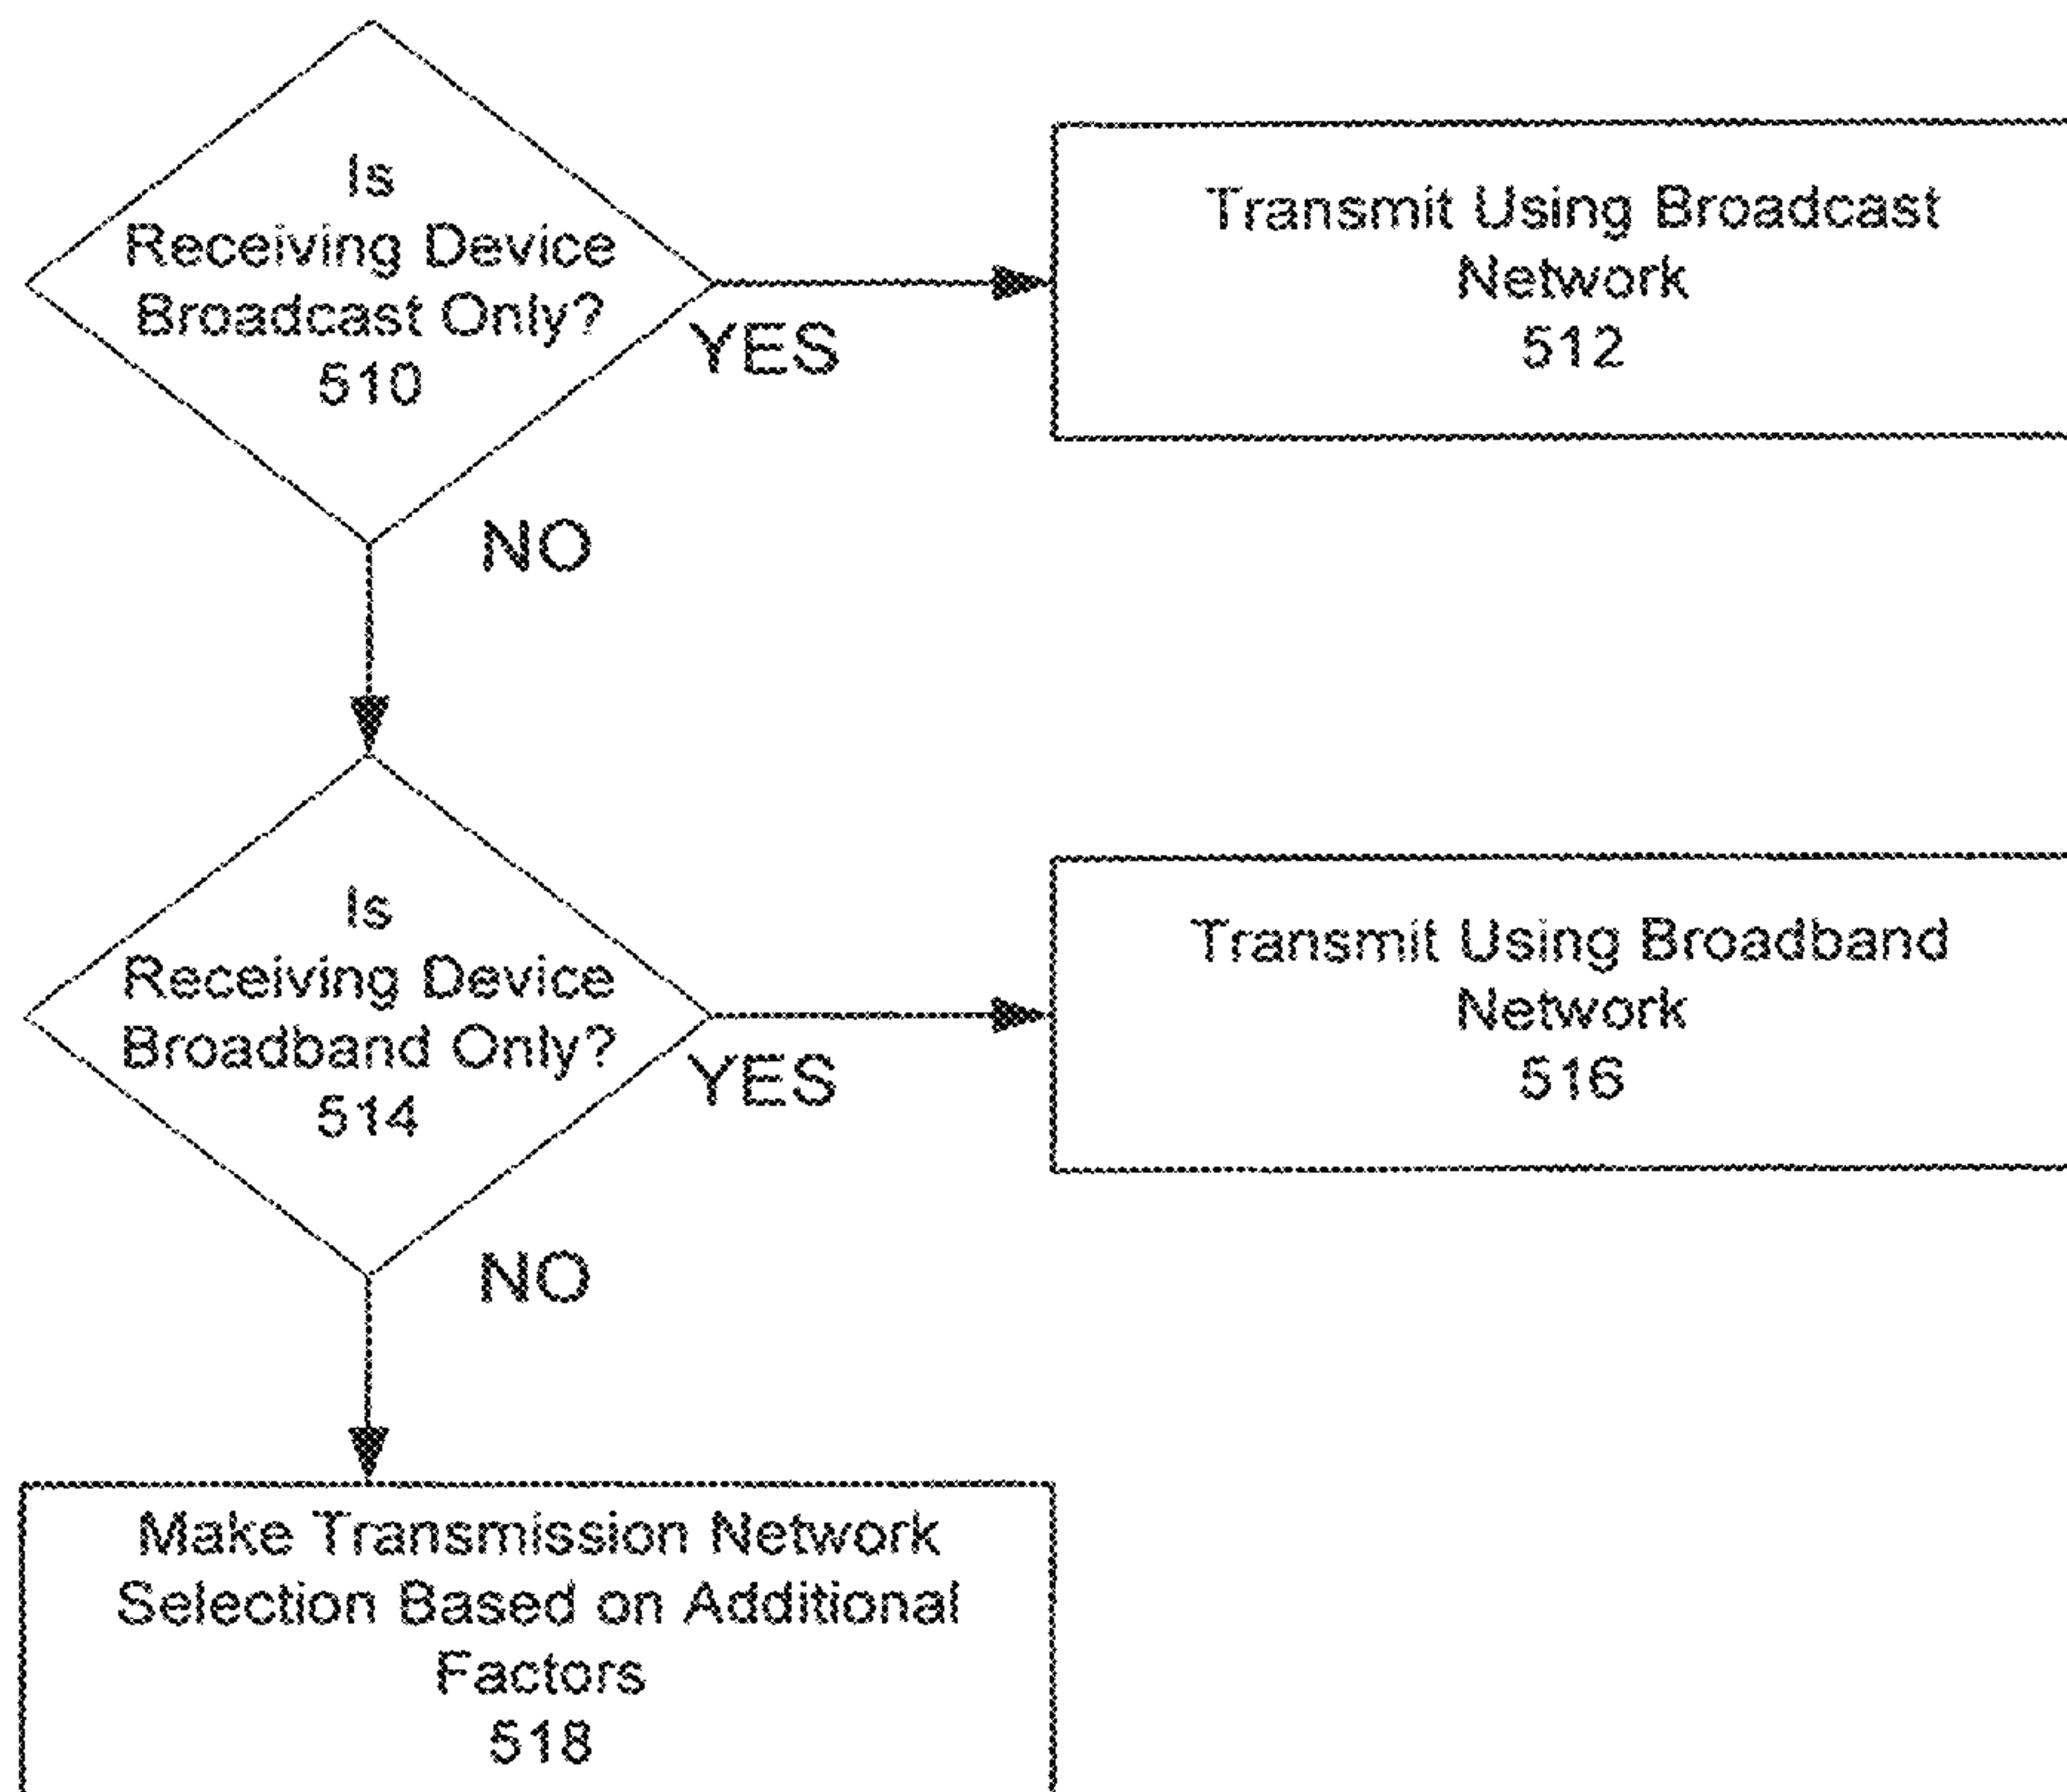 Is
Receiving Device
Broadcast Only?
510
YES
Transmit Using Broadcast
Network
512
NO
Is
Receiving Device
Broadband Only?
514
YES
Transmit Using Broadband
Network
516
NO
Make Transmission Network
Selection Based on Additional
Factors
518